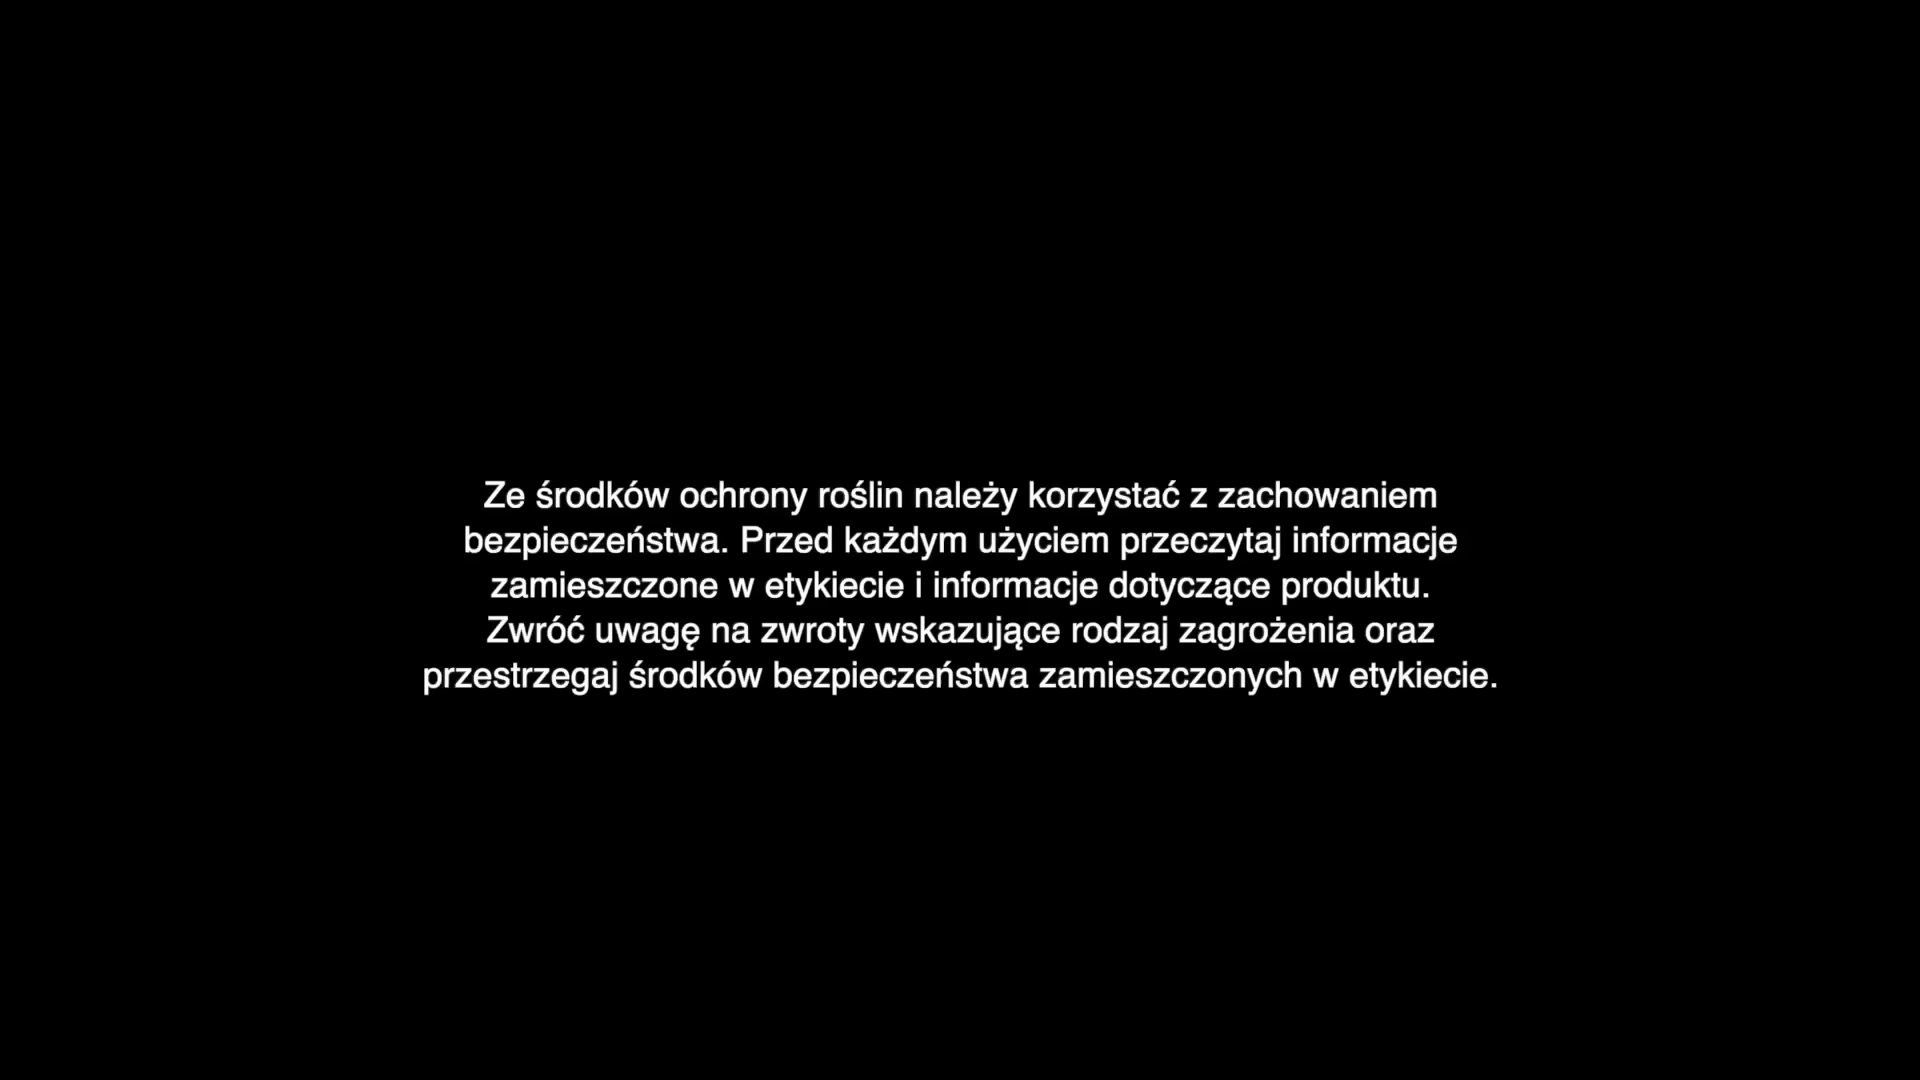 Ze środków ochrony roślin należy korzystać z zachowaniem
bezpieczeństwa. Przed każdym użyciem przeczytaj informacje
zamieszczone w etykiecie i informacje dotyczące produktu.
Zwróć uwagę na zwroty wskazujące rodzaj zagrożenia oraz
przestrzegaj środków bezpieczeństwa zamieszczonych w etykiecie.